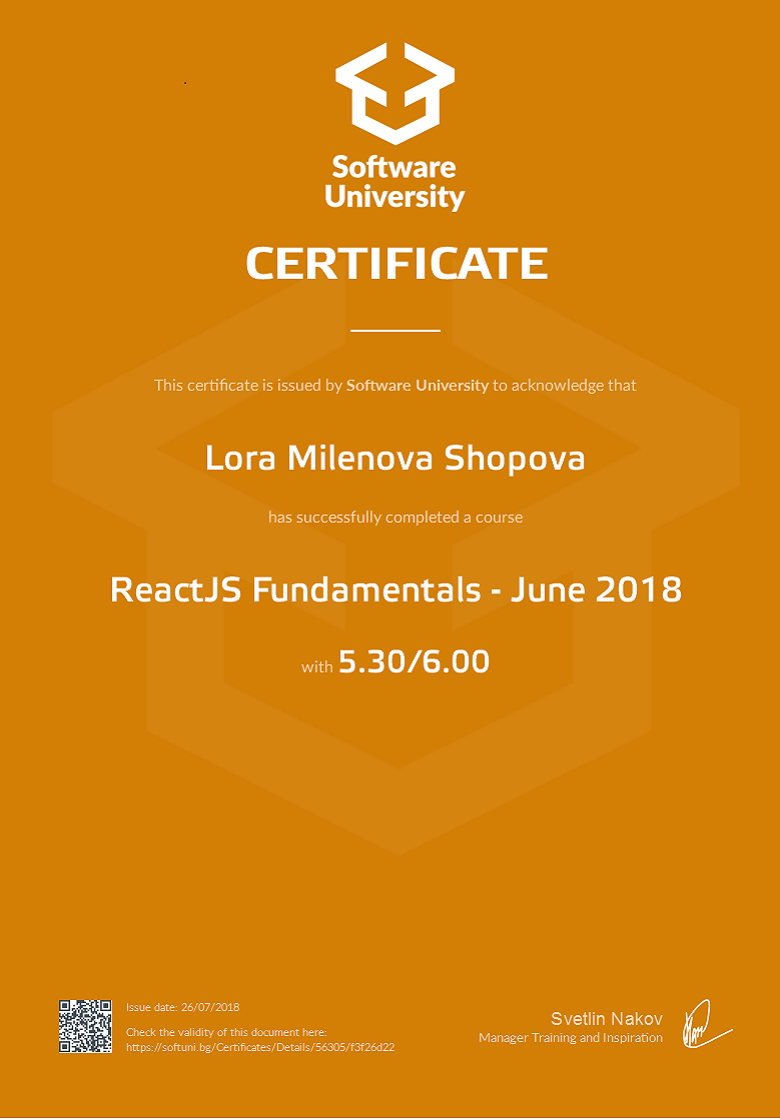 Software
University
CERTIFICATE
This certificate is issued by Software University to acknowledge that
Lora Milenova Shopova
has successfully completed a course
ReactJS Fundamentals - June 2018
with 5.30/6.00
Issue date: 26/07/2018
Check the validity of this document here:
https://softuni.bg/Certificates/Details/56305/f3f26d22
Svetlin Nakov
Manager Training and Inspiration